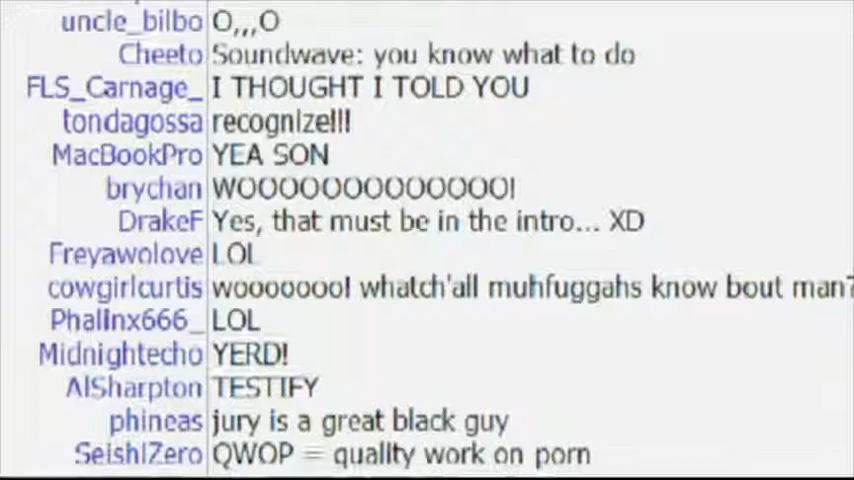 uncle_bilbo O,,,O
Cheeto Soundwave: you know what to do
FLS_Carnage_ I THOUGHT I TOLD YOU
tondagossa recognize!!!
MacBookPro YEA SON
brychan WOOOOOOOOOOOOOO!
DrakeF Yes, that must be in the intro... XD
Freyawolove LOL
cowgirlcurtis wooooooo! whatch'all muhfuggahs know bout man?
Phalinx666_ LOL
Midnightecho YERD!
AlSharpton TESTIFY
phineas jury is a great black guy
SeishiZero QWOP = quality work on porn